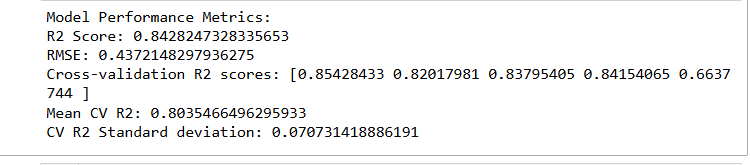 Model Performance Metrics:
R2 Score: 0.8428247328335653
RMSE: 0.4372148297936275
Cross-validation R2 scores: [0.85428433 0.82017981 0.83795405 0.84154065 0.6637
744 ]
Mean CV R2: 0.8035466496295933
CV R2 Standard deviation: 0.070731418886191